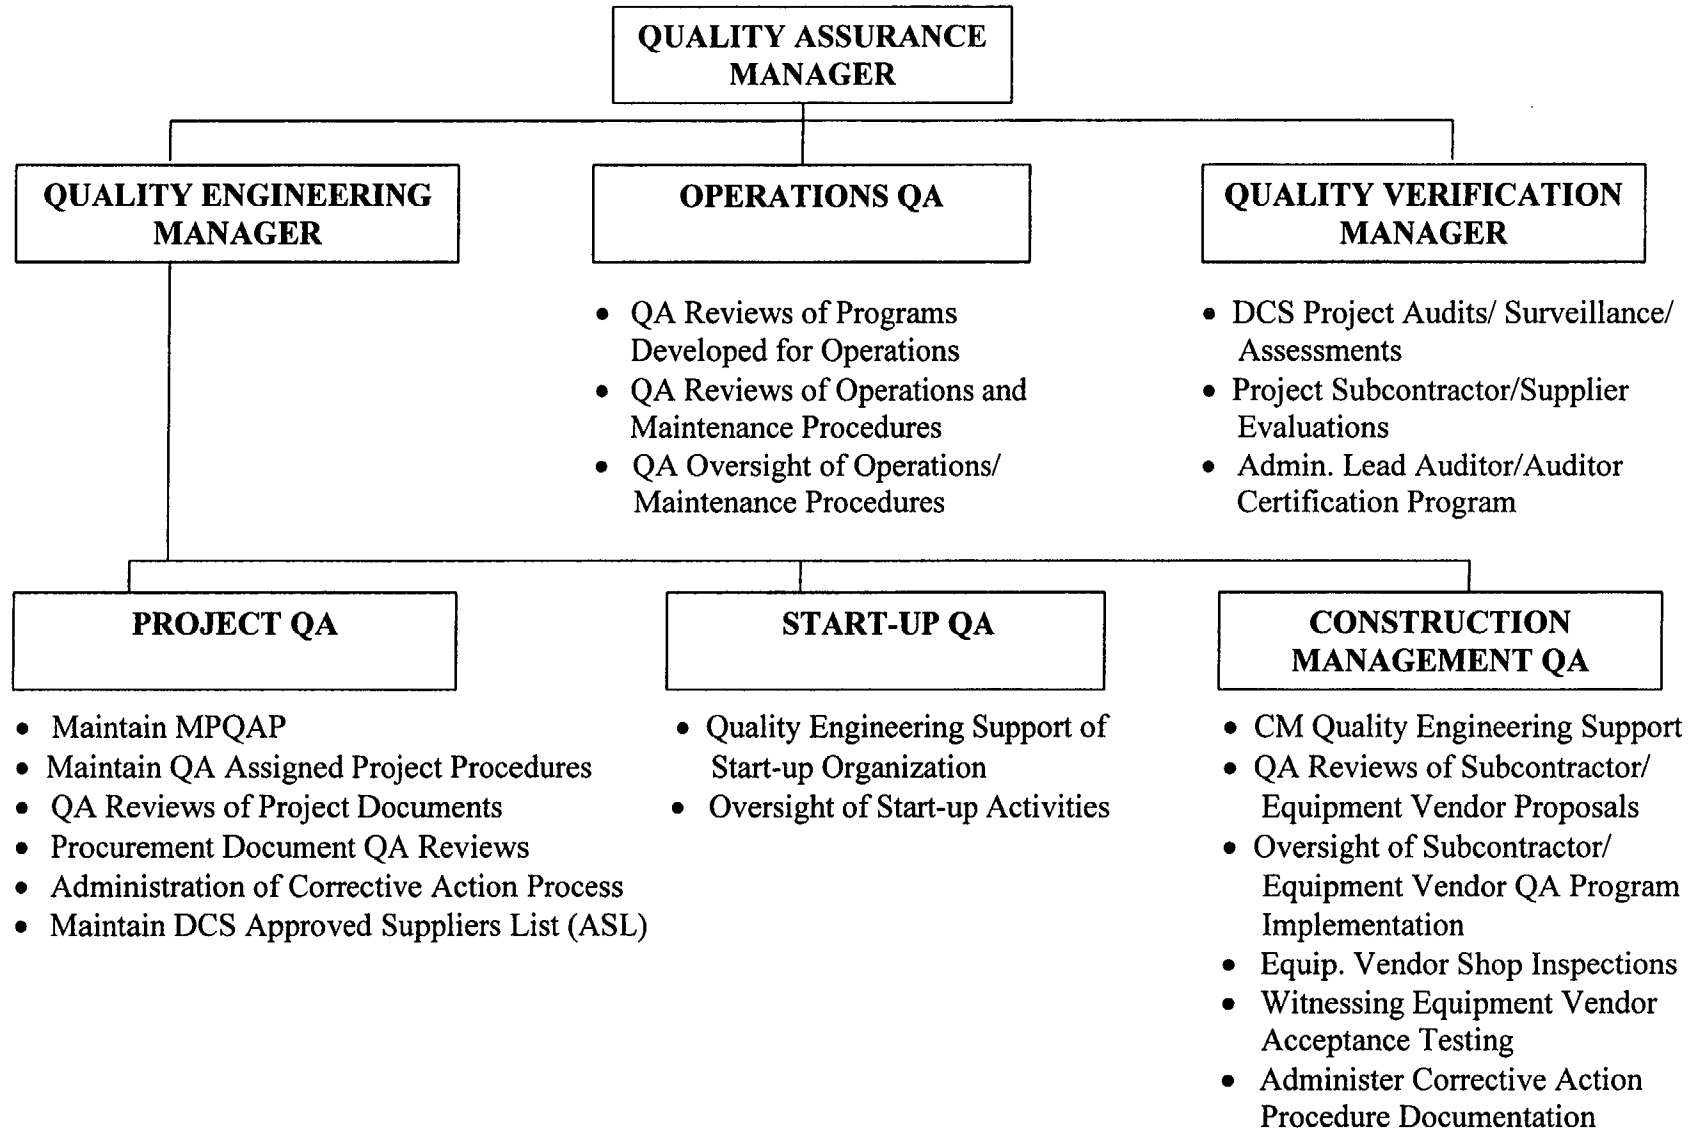 QUALITY ASSURANCE
MANAGER
QUALITY ENGINEERING
MANAGER
OPERATIONS QA
QUALITY VERIFICATION
MANAGER
• QA Reviews of Programs
Developed for Operations
• QA Reviews of Operations and
Maintenance Procedures
• QA Oversight of Operations/
Maintenance Procedures
• DCS Project Audits/ Surveillance/
Assessments
• Project Subcontractor/Supplier
Evaluations
• Admin. Lead Auditor/Auditor
Certification Program
PROJECT QA
START-UP QA
CONSTRUCTION
MANAGEMENT QA
• Maintain MPQAP
• Maintain QA Assigned Project Procedures
• QA Reviews of Project Documents
• Procurement Document QA Reviews
• Administration of Corrective Action Process
• Maintain DCS Approved Suppliers List (ASL)
• Quality Engineering Support of
Start-up Organization
• Oversight of Start-up Activities
• CM Quality Engineering Support
• QA Reviews of Subcontractor/
Equipment Vendor Proposals
• Oversight of Subcontractor/
Equipment Vendor QA Program
Implementation
• Equip. Vendor Shop Inspections
• Witnessing Equipment Vendor
Acceptance Testing
• Administer Corrective Action
Procedure Documentation